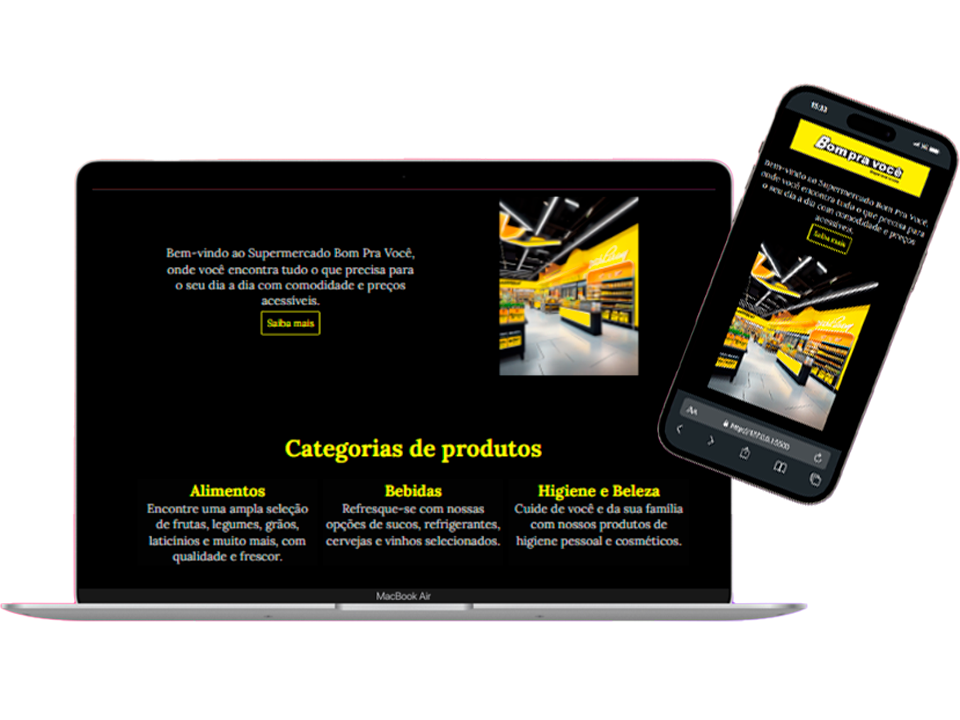 Bem-vindo ao Supermercado Bom Pra Você,
onde você encontra tudo o que precisa para
o seu dia a dia com comodidade e preços
acessíveis.
Saiba mais
Categorias de produtos
Alimentos
Encontre uma ampla seleção
de frutas, legumes, grãos,
laticínios e muito mais, com
qualidade e frescor.
Bebidas
Refresque-se com nossas
opções de sucos, refrigerantes,
cervejas e vinhos selecionados.
Higiene e Beleza
Cuide de você e da sua família
com nossos produtos de
higiene pessoal e cosméticos.
MacBook Air
15:33
Bom pra você
Bem-vindo ao Supermercado Bom Pra Você,
onde você encontra tudo o que precisa para
o seu dia a dia com comodidade e preços
acessíveis.
Saiba mais
AA